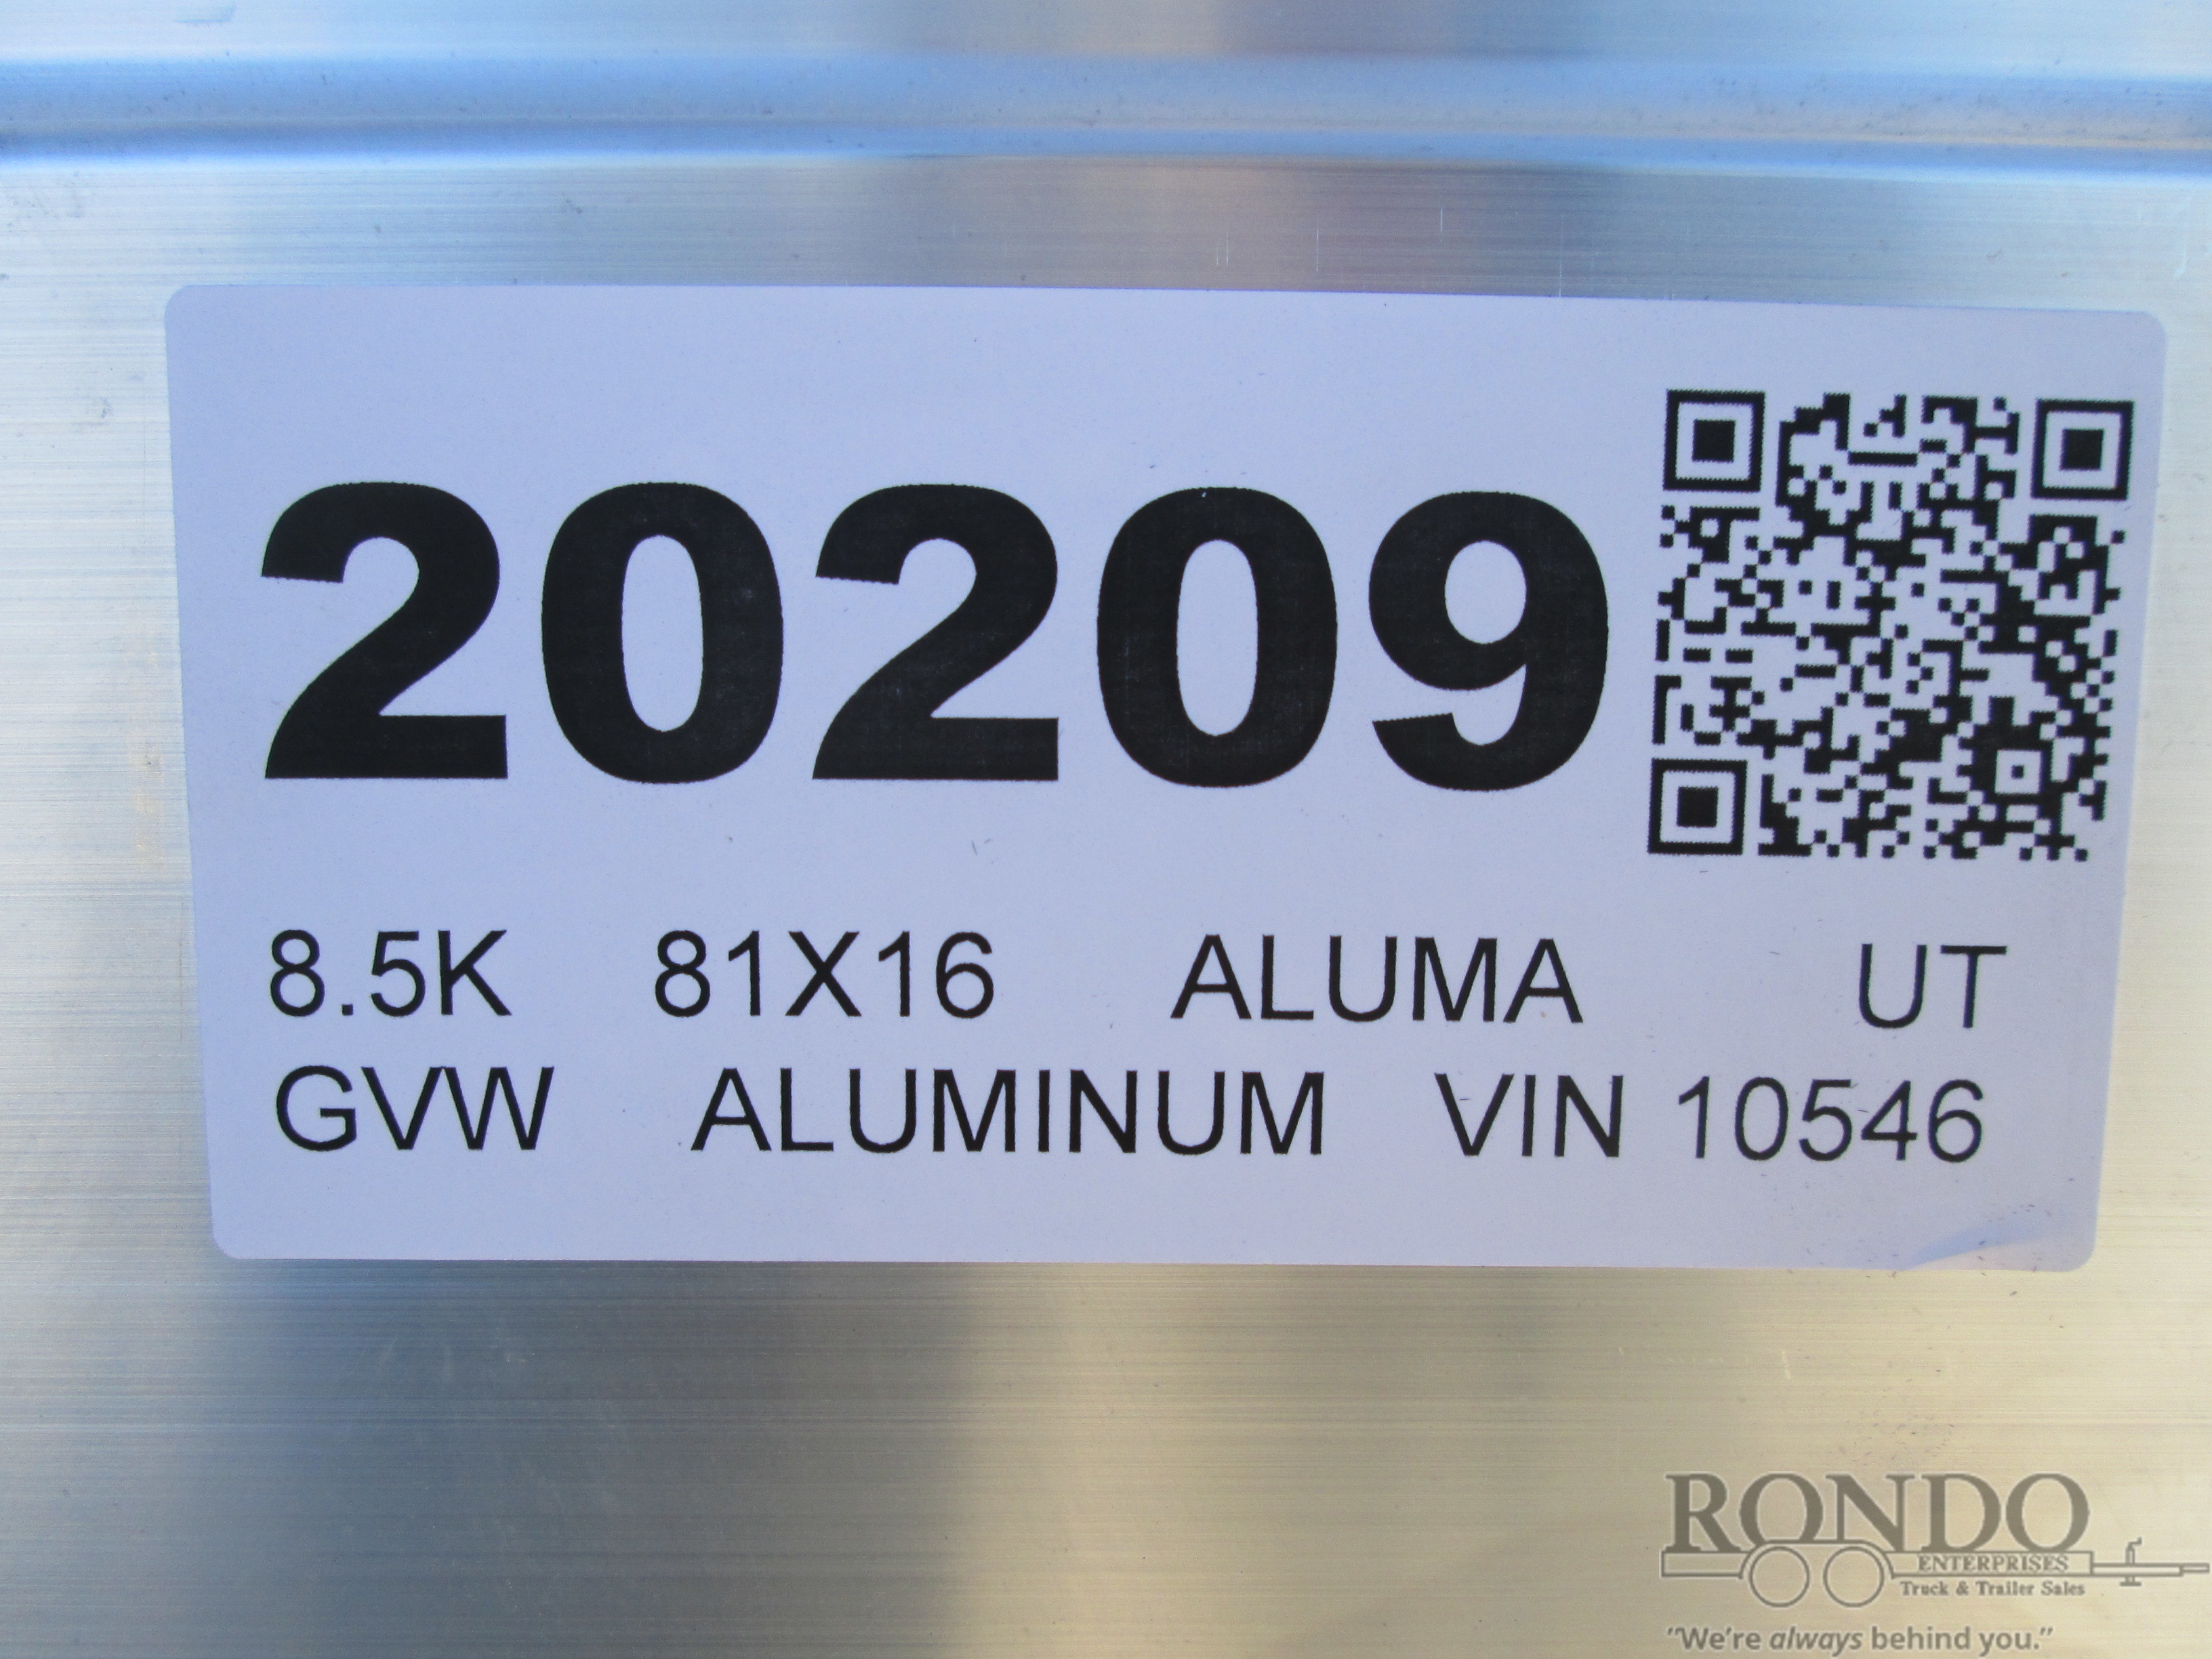 20209
8.5K 81X16 ALUMA UT
GVW ALUMINUM VIN 10546
RONDO
ENTERPRISES
Truck & Trailer Sales
"We're always behind you."